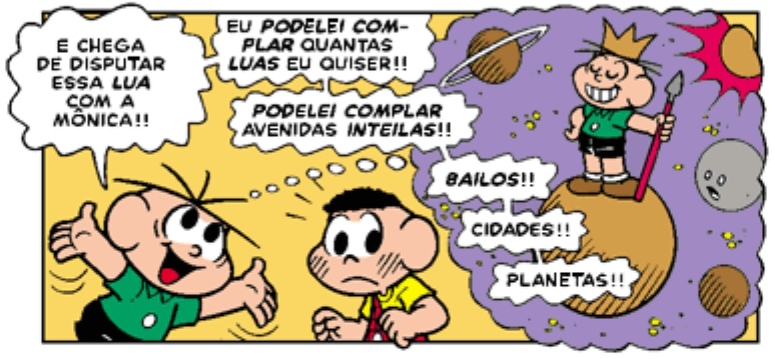 E CHEGA
DE DISPUTAR
ESSA LUA
COM A
MÔNICA!!
EU PODELEI COM-
PLAR QUANTAS
LUAS EU QUISER!!
PODELEI COMPLAR
AVENIDAS INTEILAS!!
BAILOS!!
CIDADES!!
PLANETAS!!